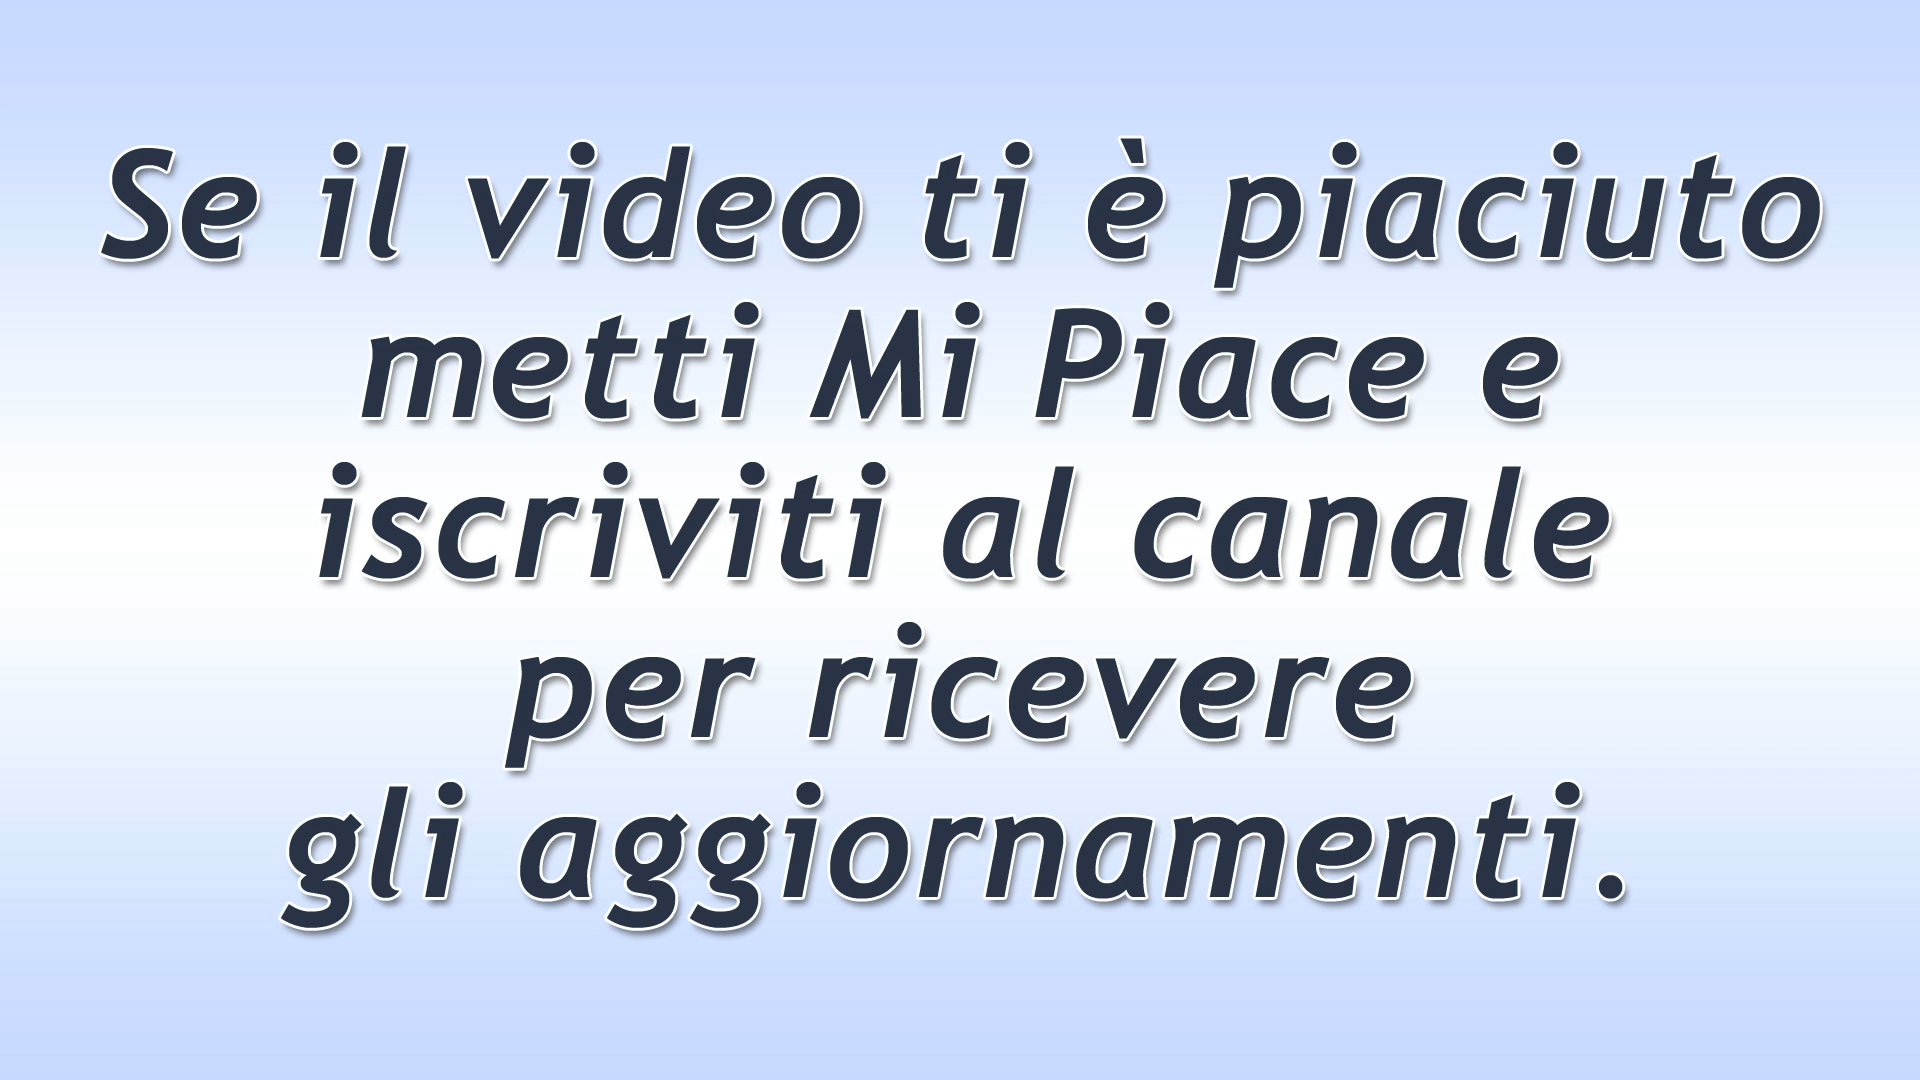 Se il video ti è piaciuto
metti Mi Piace e
iscriviti al canale
per ricevere
gli aggiornamenti.